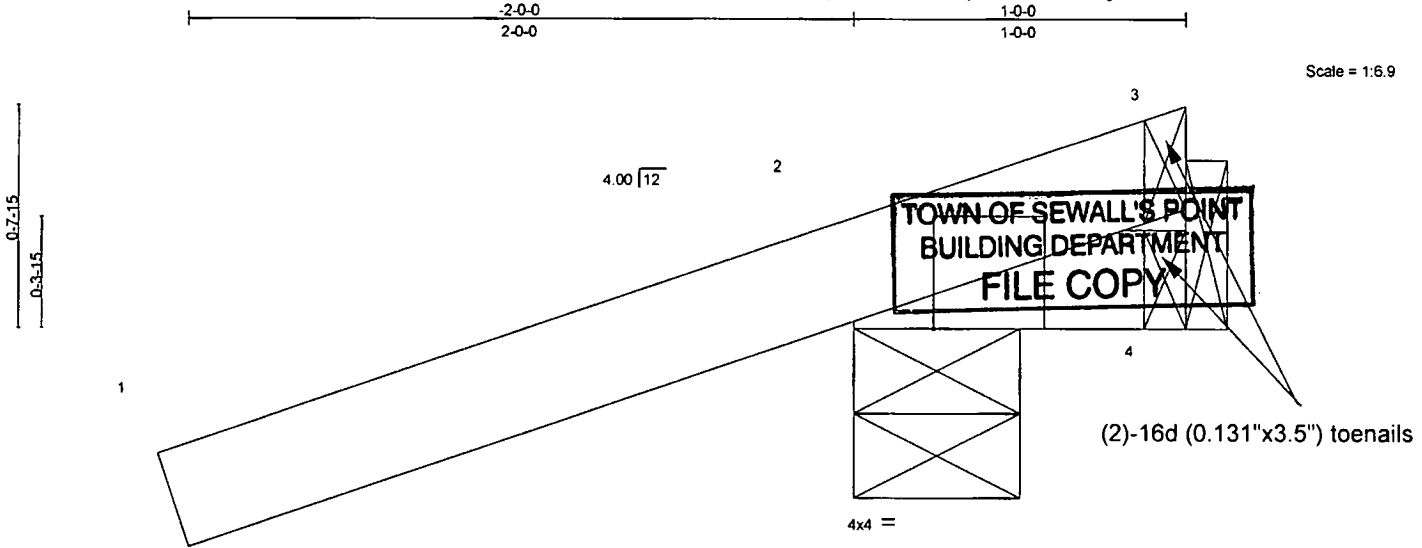 -2-0-0 1-0-0
2-0-0 1-0-0
Scale = 1:6.9
3
2
4.00 12
0-7-15
0-3-15
TOWN OF SEWALL'S POINT
BUILDING DEPARTMENT
FILE COPY
4
1
(2)-16d (0.131"x3.5") toenails
4x4 =